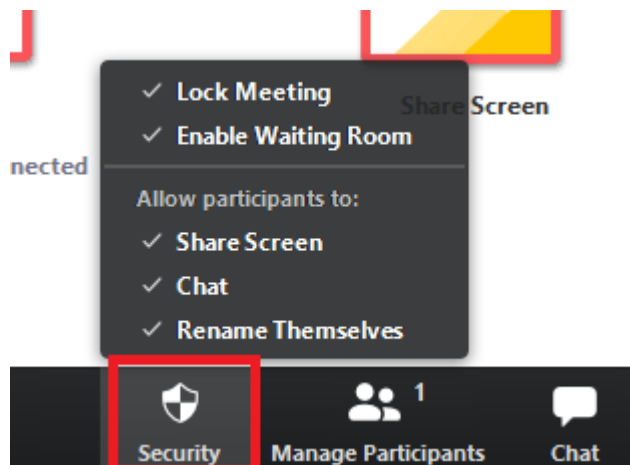 Lock Meeting
Share Screen
Enable Waiting Room
nected
Allow participants to:
Share Screen
Chat
Rename Themselves
1
Security
Manage Participants
Chat